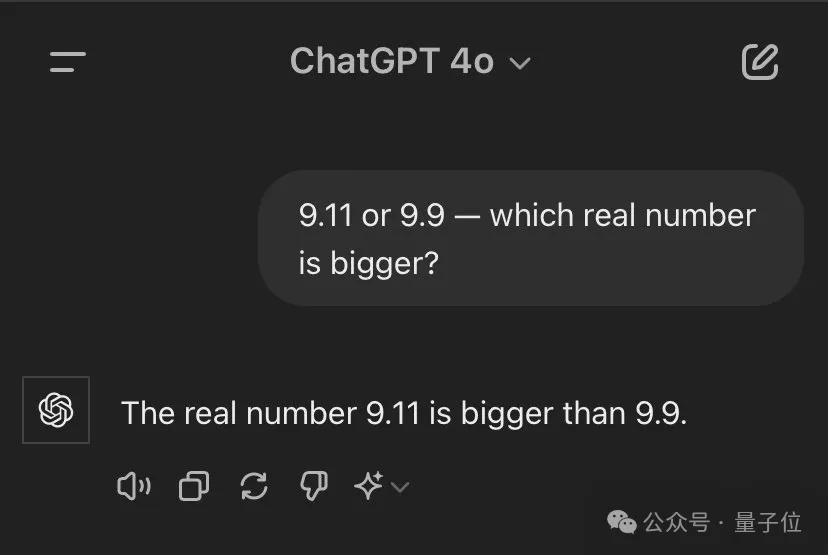 ChatGPT 4o
9.11 or 9.9 — which real number
is bigger?
The real number 9.11 is bigger than 9.9.
公众号 · 量子位